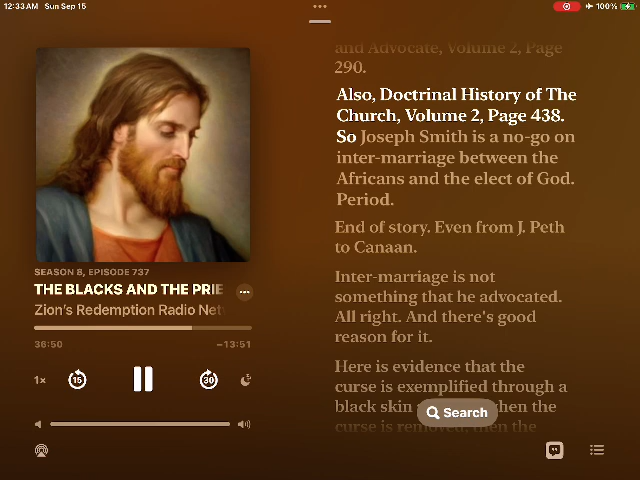 12:33 AM Sun Sep 15
100%
and Advocate, Volume 2, Page
290.
Also, Doctrinal History of The
Church, Volume 2, Page 438.
So Joseph Smith is a no-go on
inter-marriage between the
Africans and the elect of God.
Period.
End of story. Even from J. Peth
to Canaan.
Inter-marriage is not
something that he advocated.
All right. And there's good
reason for it.
Here is evidence that the
curse is exemplified through a
black skin when the
curse is removed, then the
Search
SEASON 8, EPISODE 737
THE BLACKS AND THE PRIE
Zion's Redemption Radio Net
36:50
-13:51
1×
15
30